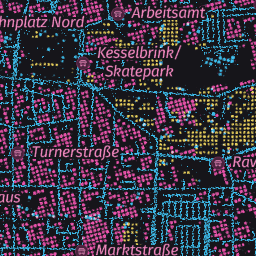 Arbeitsamt
hnplatz Nord
Kesselbrink/
Skatepark
Turnerstraße
Rav
aus
Marktstraße